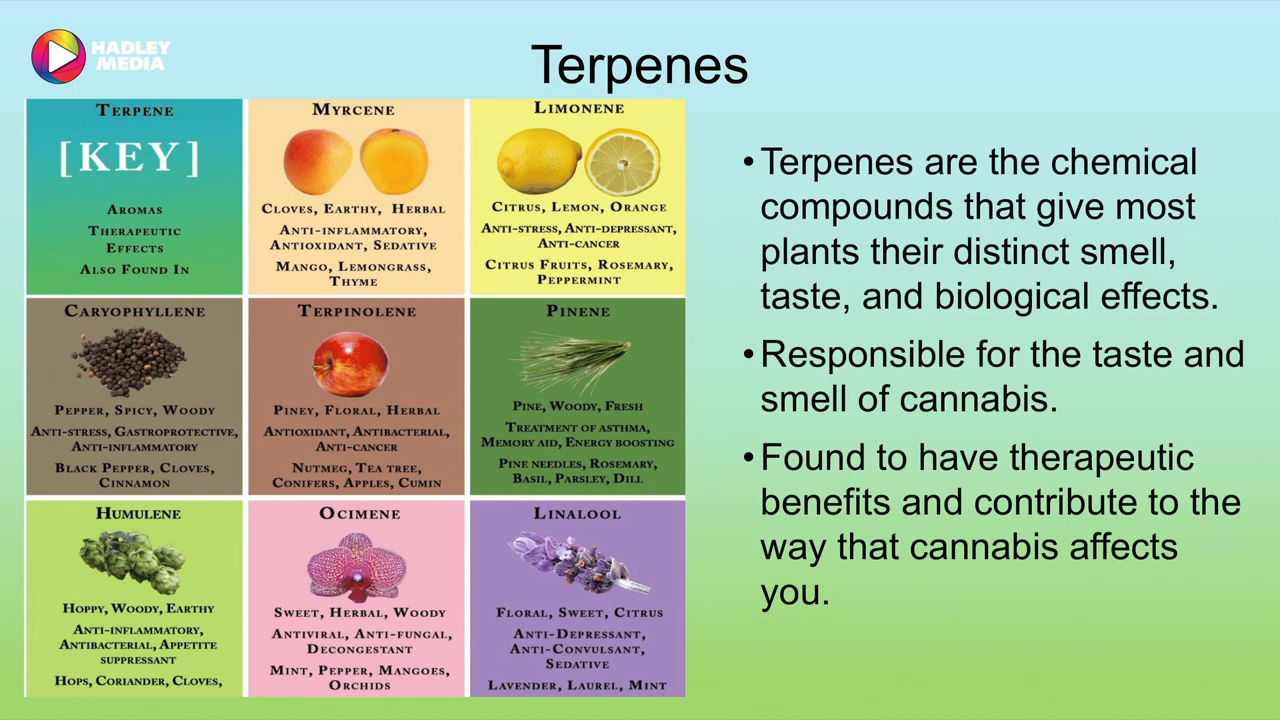 HADLEY
MEDIA
Terpenes
TERPENE
[KEY]
AROMAS
THERAPEUTIC
EFFECTS
ALSO FOUND IN
MYRCENE
CLOVES, EARTHY, HERBAL
ANTI-INFLAMMATORY,
ANTIOXIDANT, SEDATIVE
MANGO, LEMONGRASS,
THYME
LIMONENE
CITRUS, LEMON, ORANGE
ANTI-STRESS, ANTI-DEPRESSANT,
ANTI-CANCER
CITRUS FRUITS, ROSEMARY,
PEPPERMINT
CARYOPHYLLENE
PEPPER, SPICY, WOODY
ANTI-STRESS, GASTROPROTECTIVE,
ANTI-INFLAMMATORY
BLACK PEPPER, CLOVES,
CINNAMON
TERPINOLENE
PINEY, FLORAL, HERBAL
ANTIOXIDANT, ANTIBACTERIAL,
ANTI-CANCER
NUTMEG, TEA TREE,
CONIFERS, APPLES, CUMIN
PINENE
PINE, WOODY, FRESH
TREATMENT OF ASTHMA,
MEMORY AID, ENERGY BOOSTING
PINE NEEDLES, ROSEMARY,
BASIL, PARSLEY, DILL
HUMULENE
HOPPY, WOODY, EARTHY
ANTI-INFLAMMATORY,
ANTIBACTERIAL, APPETITE
SUPPRESSANT
HOPS, CORIANDER, CLOVES,
OCIMENE
SWEET, HERBAL, WOODY
ANTIVIRAL, ANTI-FUNGAL,
DECONGESTANT
MINT, PEPPER, MANGOES,
ORCHIDS
LINALOOL
FLORAL, SWEET, CITRUS
ANTI-DEPRESSANT,
ANTI-CONVULSANT,
SEDATIVE
LAVENDER, LAUREL, MINT
• Terpenes are the chemical
compounds that give most
plants their distinct smell,
taste, and biological effects.
• Responsible for the taste and
smell of cannabis.
• Found to have therapeutic
benefits and contribute to the
way that cannabis affects
you.